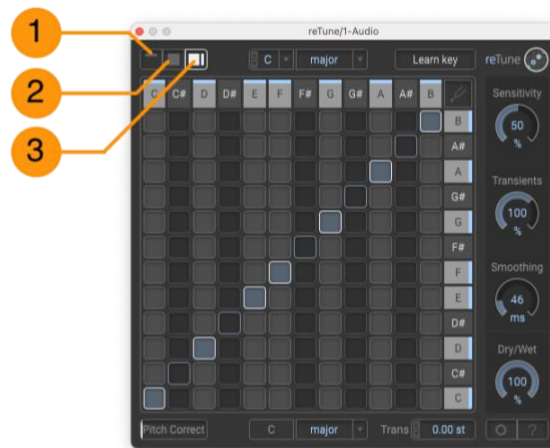 reTune/1-Audio
1
2
3
C major Learn key reTune
C C# D D# E F F# G G# A A# B
Sensitivity
50
%
Transients
100
%
Smoothing
46
ms
Dry/Wet
100
%
B
A#
A
G#
G
F#
F
E
D#
D
C#
C
Pitch Correct C major Trans 0.00 st ?